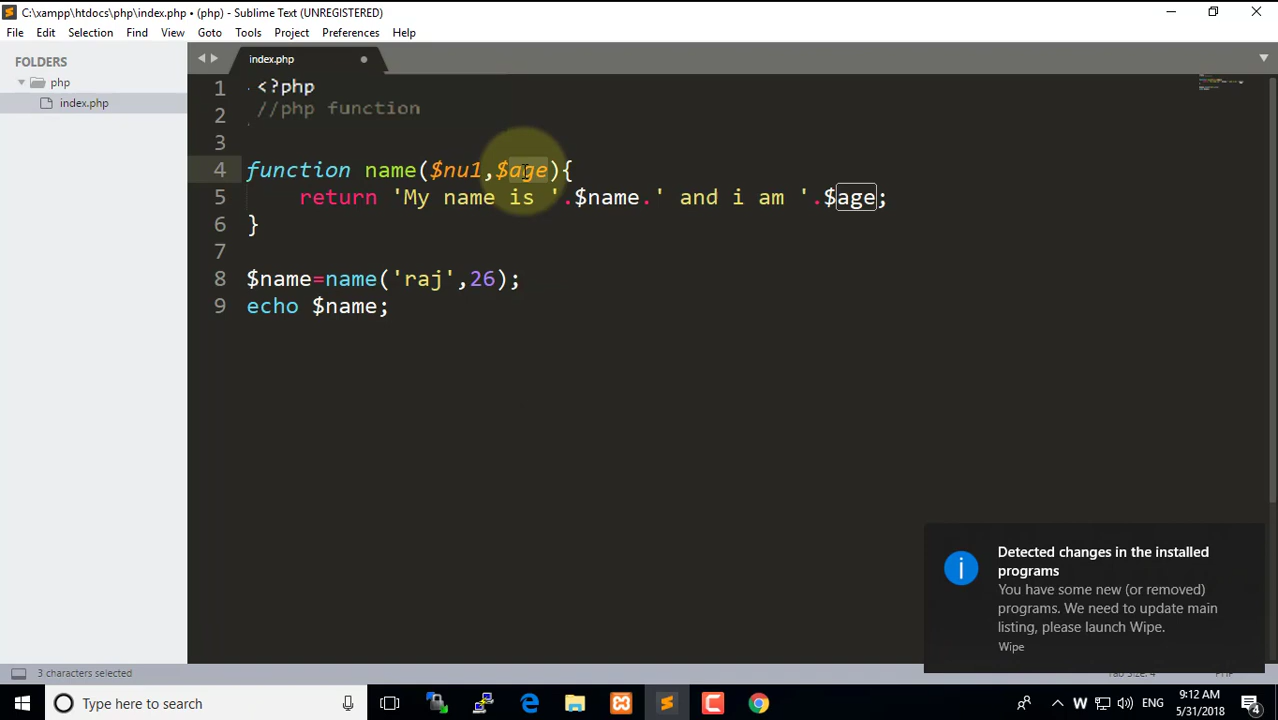 C:\xampp\htdocs\php\index.php • (php) - Sublime Text (UNREGISTERED)
File Edit Selection Find View Goto Tools Project Preferences Help
FOLDERS
php
index.php
index.php
1 <?php
2 //php function
3
4 function name($nu1,$age){
5 return 'My name is '.$name.' and i am '.$age;
6 }
7
8 $name=name('raj',26);
9 echo $name;
Detected changes in the installed
programs
You have some new (or removed)
programs. We need to update main
listing, please launch Wipe.
Wipe
3 characters selected
Tab Size: 4
Type here to search
W ENG
9:12 AM
5/31/2018
4